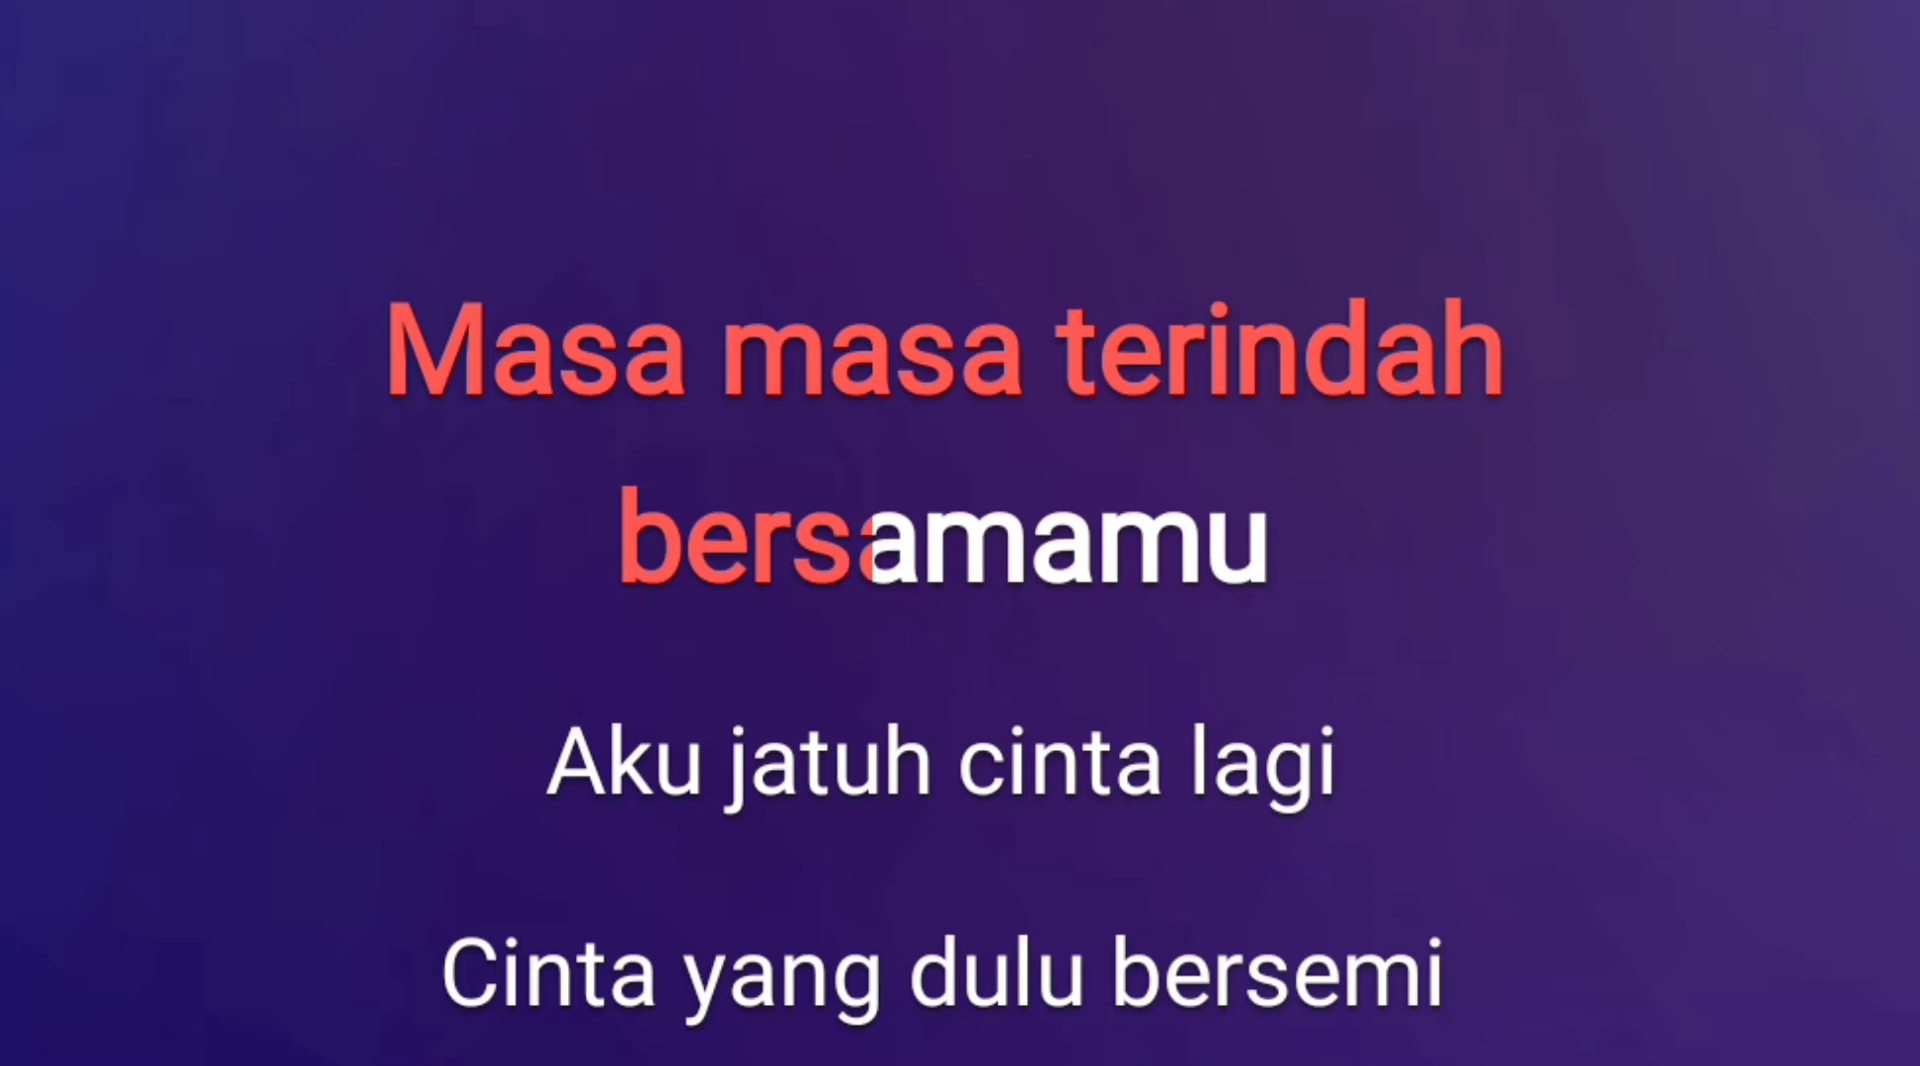 Masa masa terindah
bersamamu
Aku jatuh cinta lagi
Cinta yang dulu bersemi